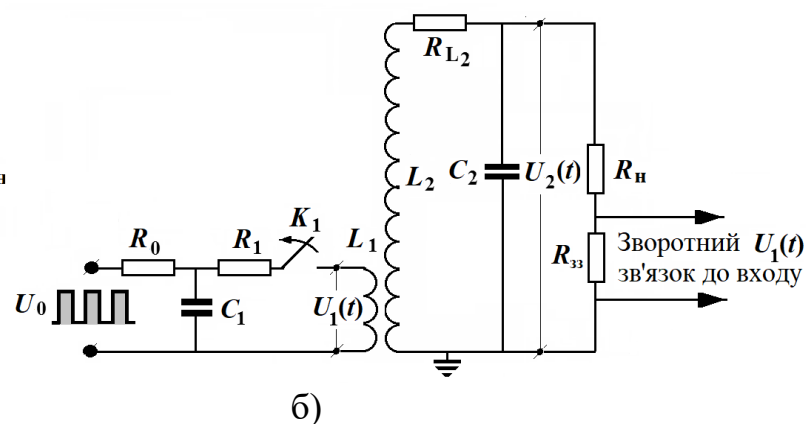 R_L2
н
L_2
C_2
U_2(t)
R_н
K_1
R_0
R_1
L_1
R_зз
Зворотний U_1(t)
зв'язок до входу
U_0
C_1
U_1(t)
б)